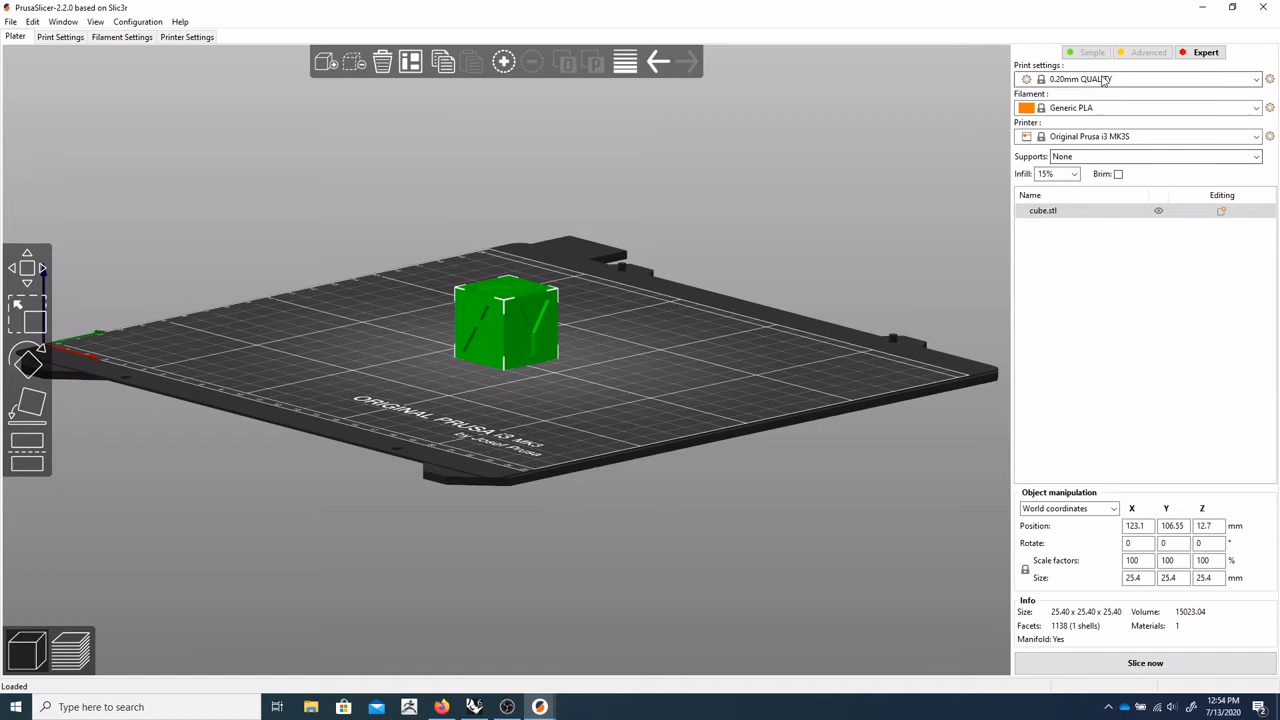 PrusaSlicer-2.2.0 based on Slic3r
File Edit Window View Configuration Help
Plater Print Settings Filament Settings Printer Settings
Simple Advanced Expert
Print settings :
0.20mm QUALITY
Filament :
Generic PLA
Printer :
Original Prusa i3 MK3S
Supports: None
Infill: 15% Brim:
Name Editing
cube.stl
ORIGINAL PRUSA i3 MK3
by Josef Prusa
Object manipulation
World coordinates X Y Z
Position: 123.1 106.55 12.7 mm
Rotate: 0 0 0 °
Scale factors: 100 100 100 %
Size: 25.4 25.4 25.4 mm
Info
Size: 25.40 x 25.40 x 25.40 Volume: 15023.04
Facets: 1138 (1 shells) Materials: 1
Manifold: Yes
Slice now
Loaded
Type here to search
12:54 PM
7/13/2020
2